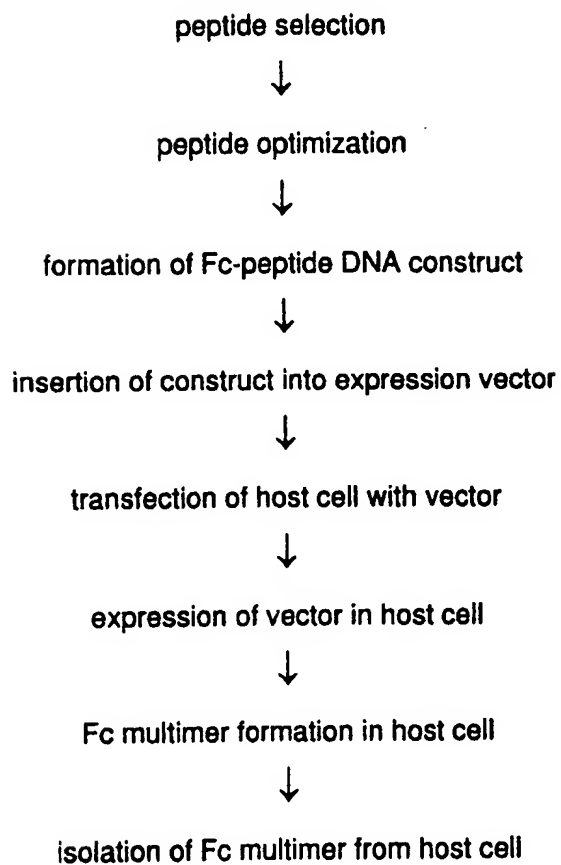 peptide selection
↓
peptide optimization
↓
formation of Fc-peptide DNA construct
↓
insertion of construct into expression vector
↓
transfection of host cell with vector
↓
expression of vector in host cell
↓
Fc multimer formation in host cell
↓
isolation of Fc multimer from host cell